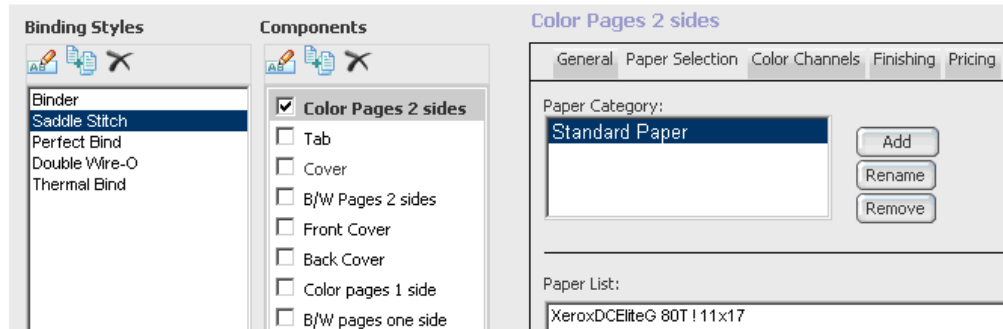 Binding Styles
Binder
Saddle Stitch
Perfect Bind
Double Wire-O
Thermal Bind
Components
Color Pages 2 sides
Tab
Cover
B/W Pages 2 sides
Front Cover
Back Cover
Color pages 1 side
B/W pages one side
Color Pages 2 sides
General Paper Selection Color Channels Finishing Pricing
Paper Category:
Standard Paper
Add
Rename
Remove
Paper List:
XeroxDCEliteG 80T ! 11x17